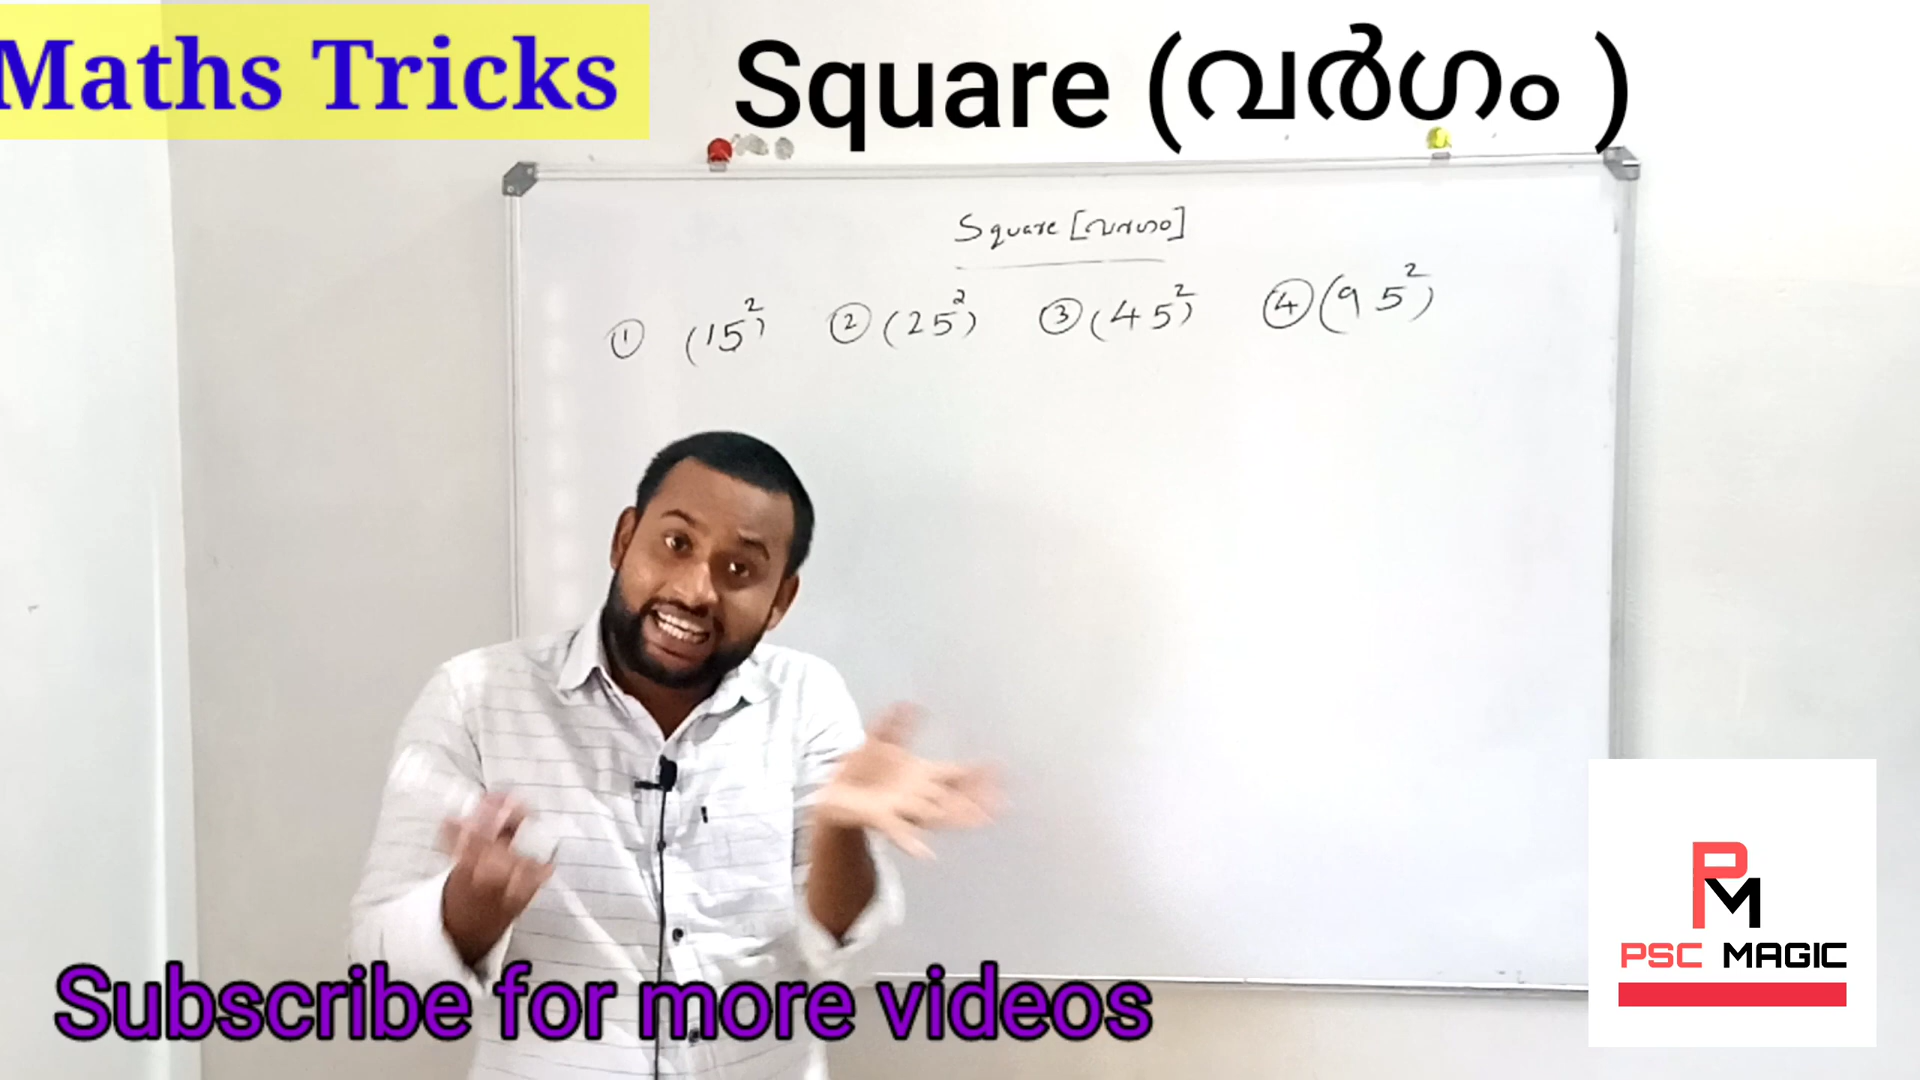 Maths Tricks
Square (വർഗം )
Square [വർഗം]
① (15²) ② (25²) ③ (45²) ④ (95²)
PM
PSC MAGIC
Subscribe for more videos